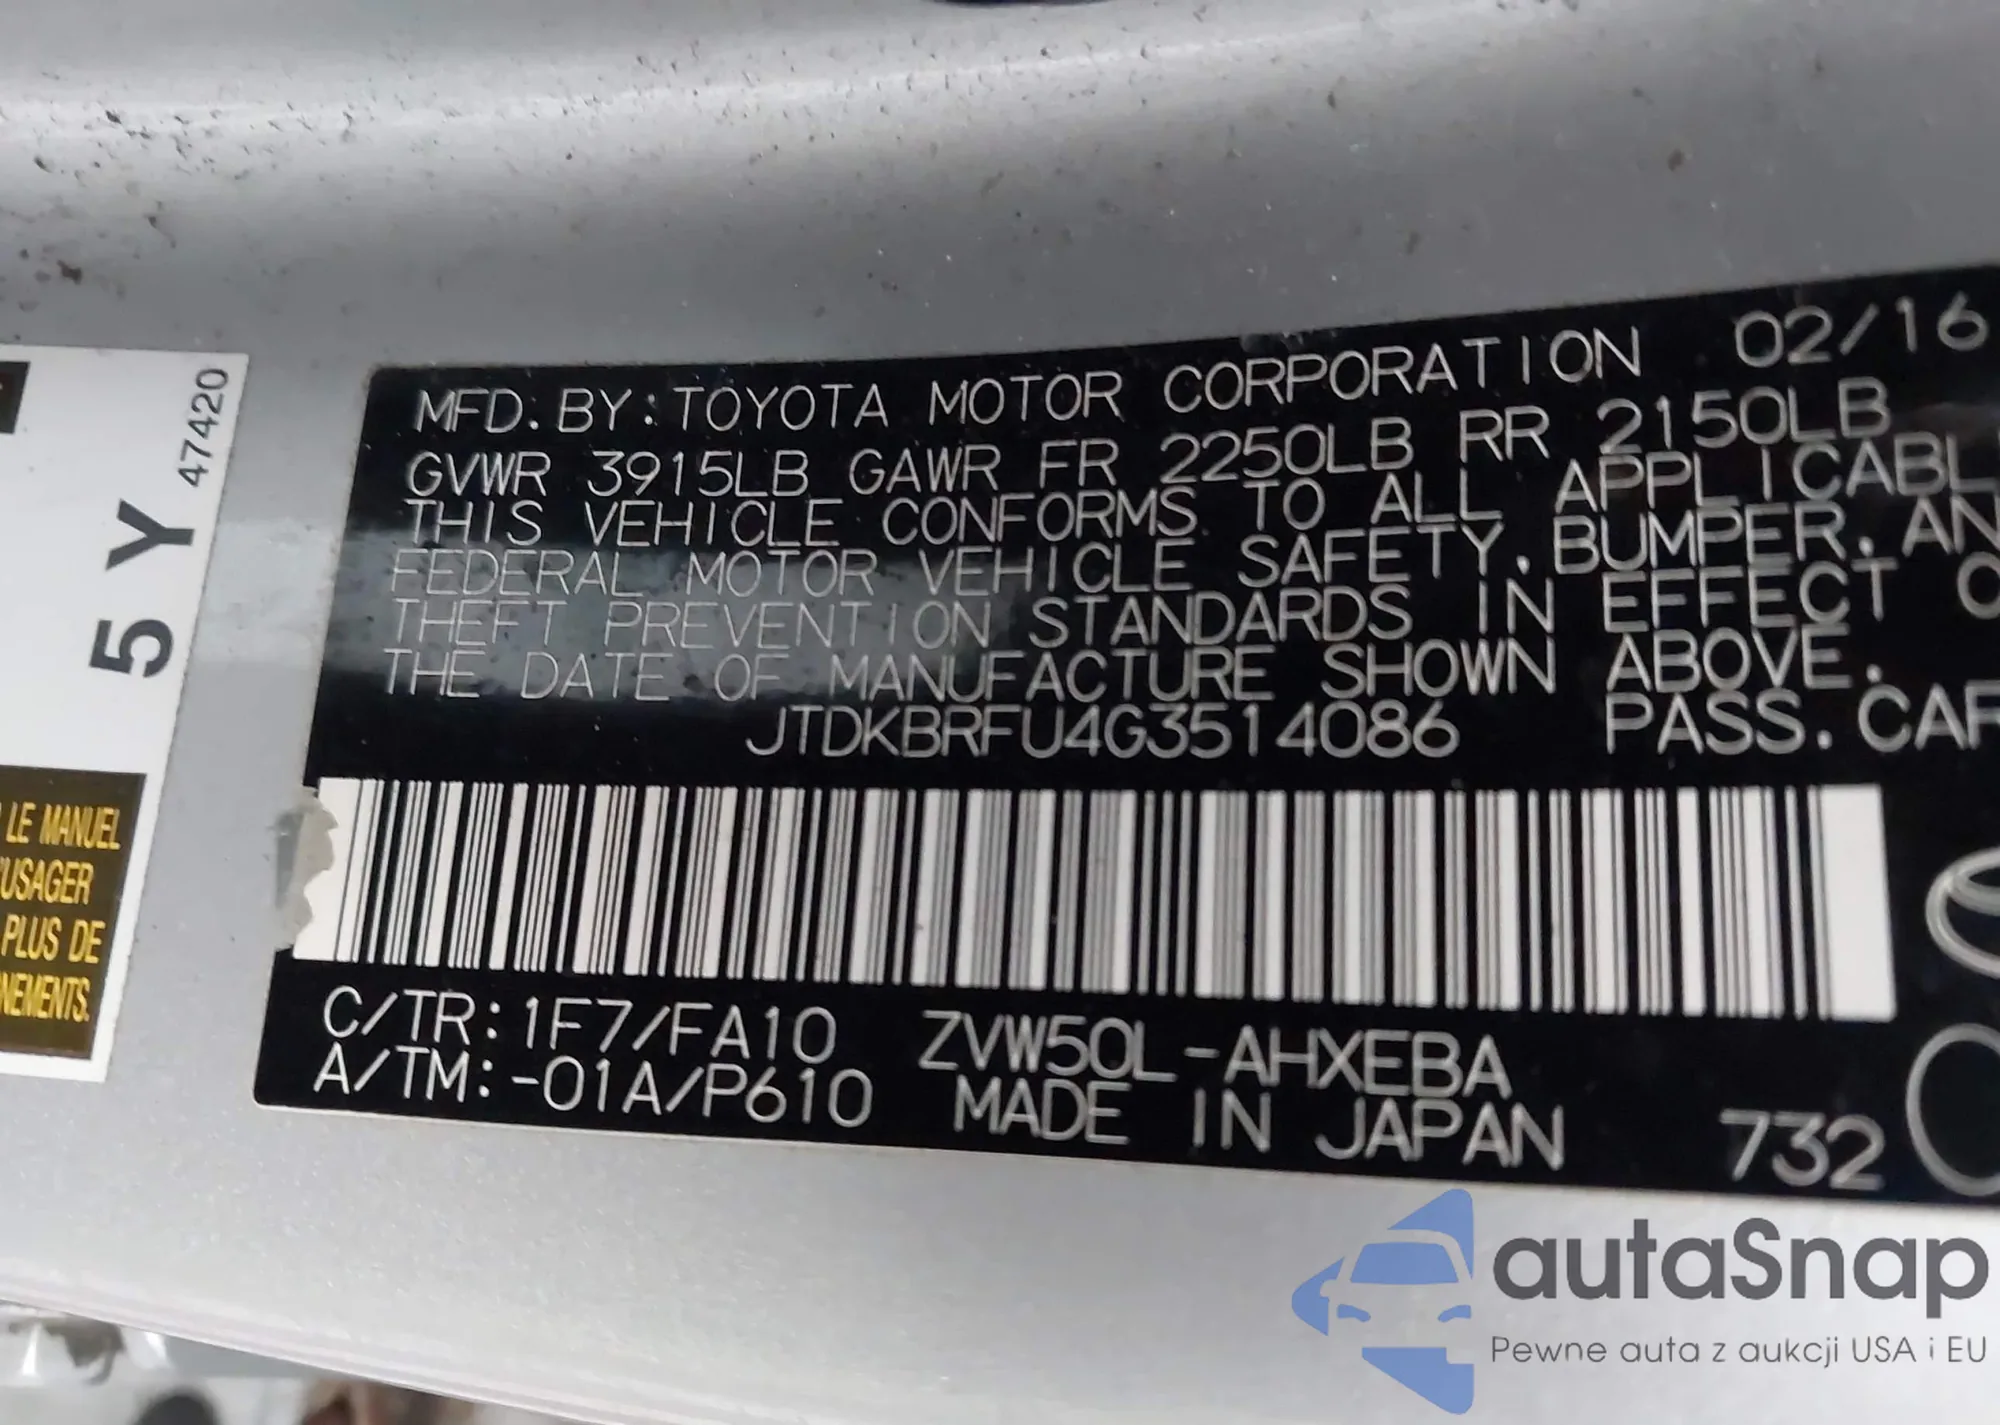 MFD. BY: TOYOTA MOTOR CORPORATION 02/16
GVWR 3915LB GAWR FR 2250LB RR 2150LB
THIS VEHICLE CONFORMS TO ALL APPLICABL
FEDERAL MOTOR VEHICLE SAFETY, BUMPER, AN
THEFT PREVENTION STANDARDS IN EFFECT O
THE DATE OF MANUFACTURE SHOWN ABOVE.
JTDKBRFU4G3514086 PASS. CAR
C/TR: 1F7/FA10 ZVW50L-AHXEBA
A/TM: -01A/P610 MADE IN JAPAN 732
5Y 47420
LE MANUEL
'USAGER
PLUS DE
NEMENTS.
autaSnap
Pewne auta z aukcji USA i EU